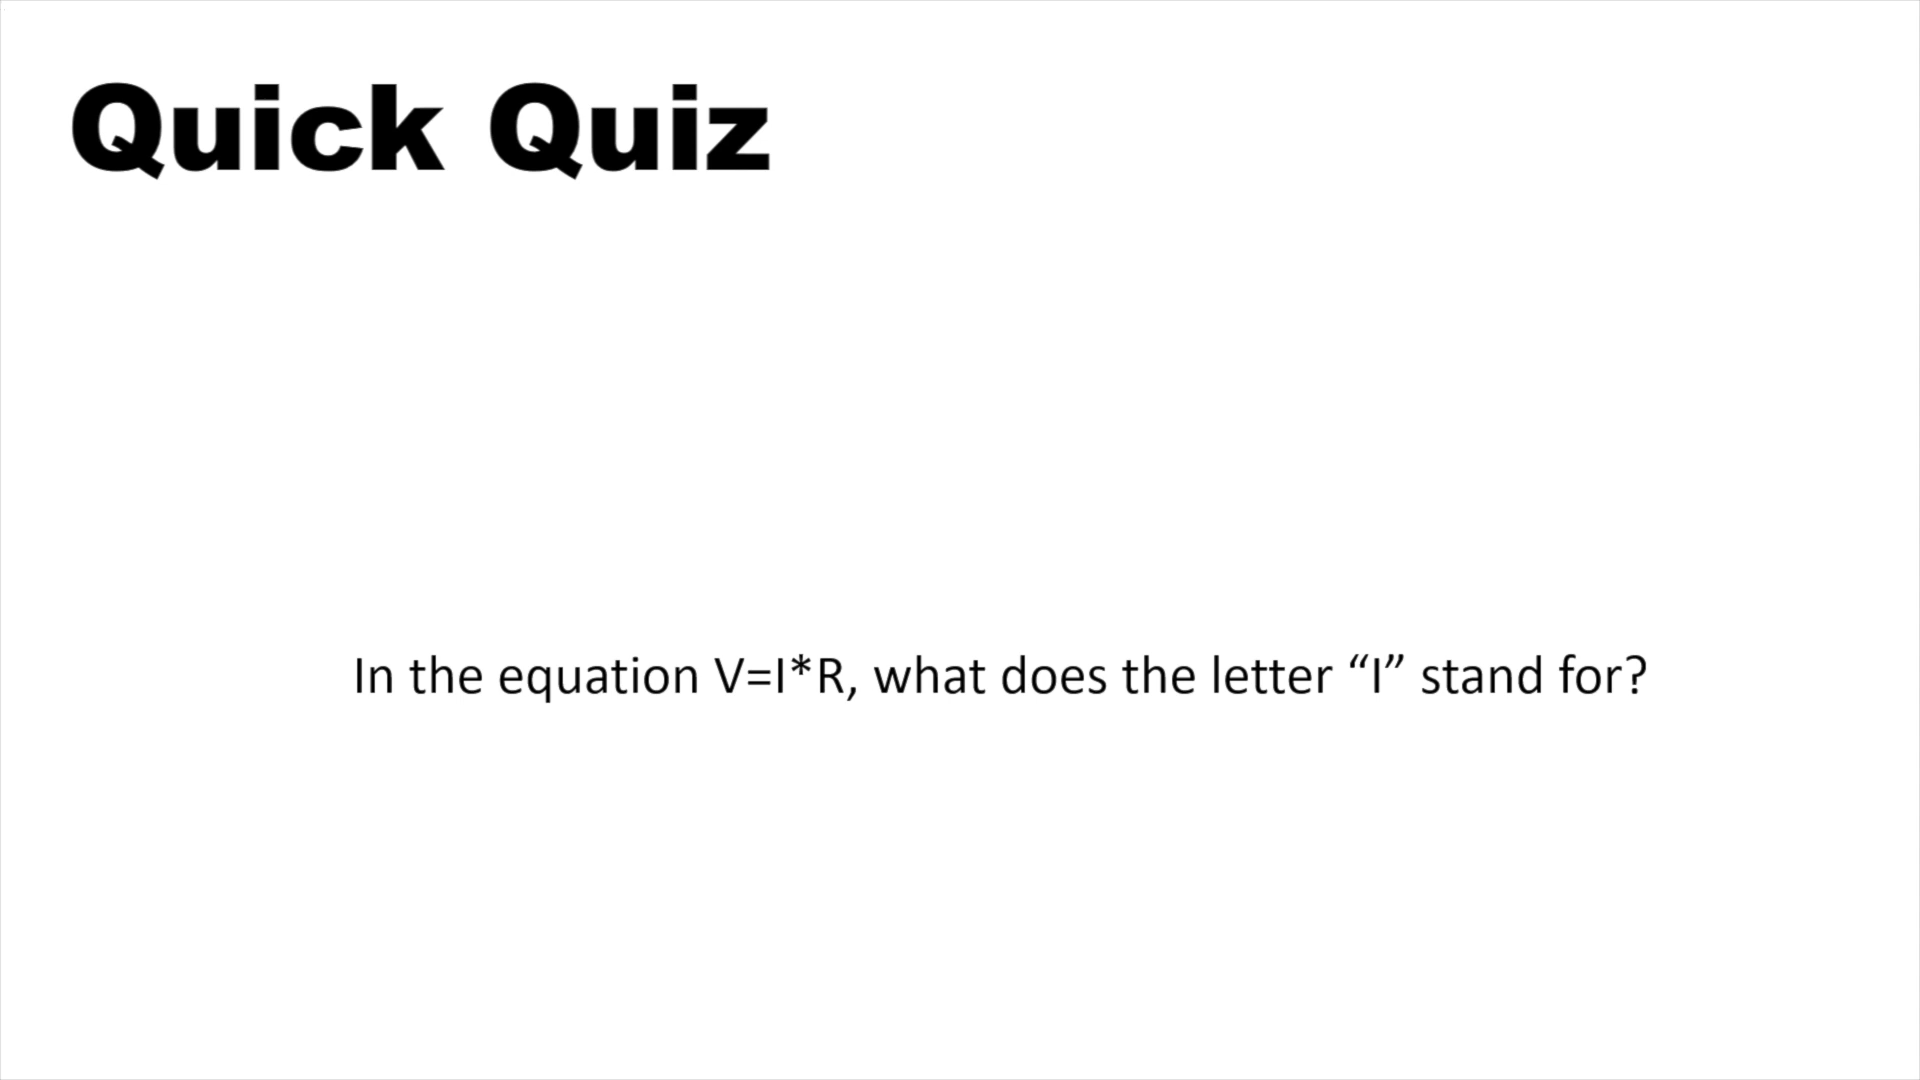 Quick Quiz
In the equation V=I*R, what does the letter “I” stand for?